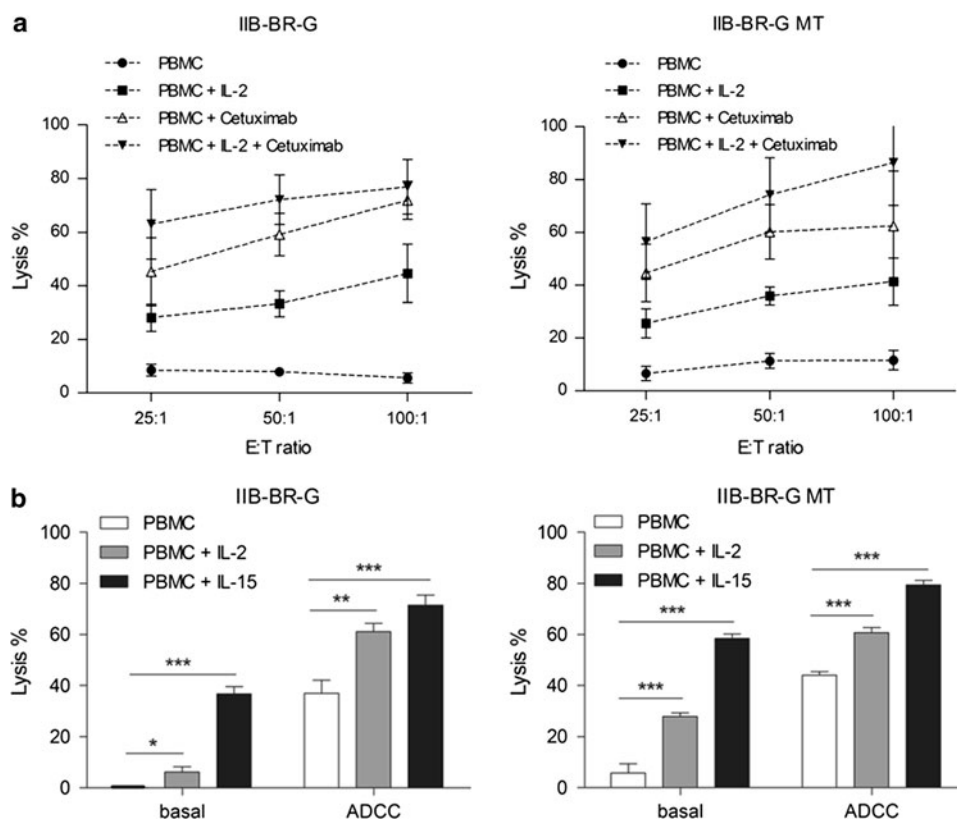 a
IIB-BR-G
PBMC
PBMC + IL-2
PBMC + Cetuximab
PBMC + IL-2 + Cetuximab
100
80
60
40
20
0
Lysis %
25:1
50:1
100:1
E:T ratio
IIB-BR-G MT
PBMC
PBMC + IL-2
PBMC + Cetuximab
PBMC + IL-2 + Cetuximab
100
80
60
40
20
0
Lysis %
25:1
50:1
100:1
E:T ratio
b
IIB-BR-G
PBMC
PBMC + IL-2
PBMC + IL-15
100
80
60
40
20
0
Lysis %
*
***
**
***
basal
ADCC
IIB-BR-G MT
PBMC
PBMC + IL-2
PBMC + IL-15
100
80
60
40
20
0
Lysis %
***
***
***
***
basal
ADCC